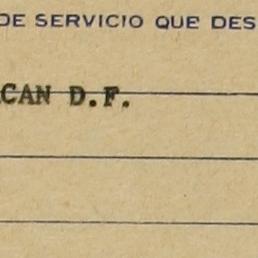 DE SERVICIO QUE DES
CAN D.F.